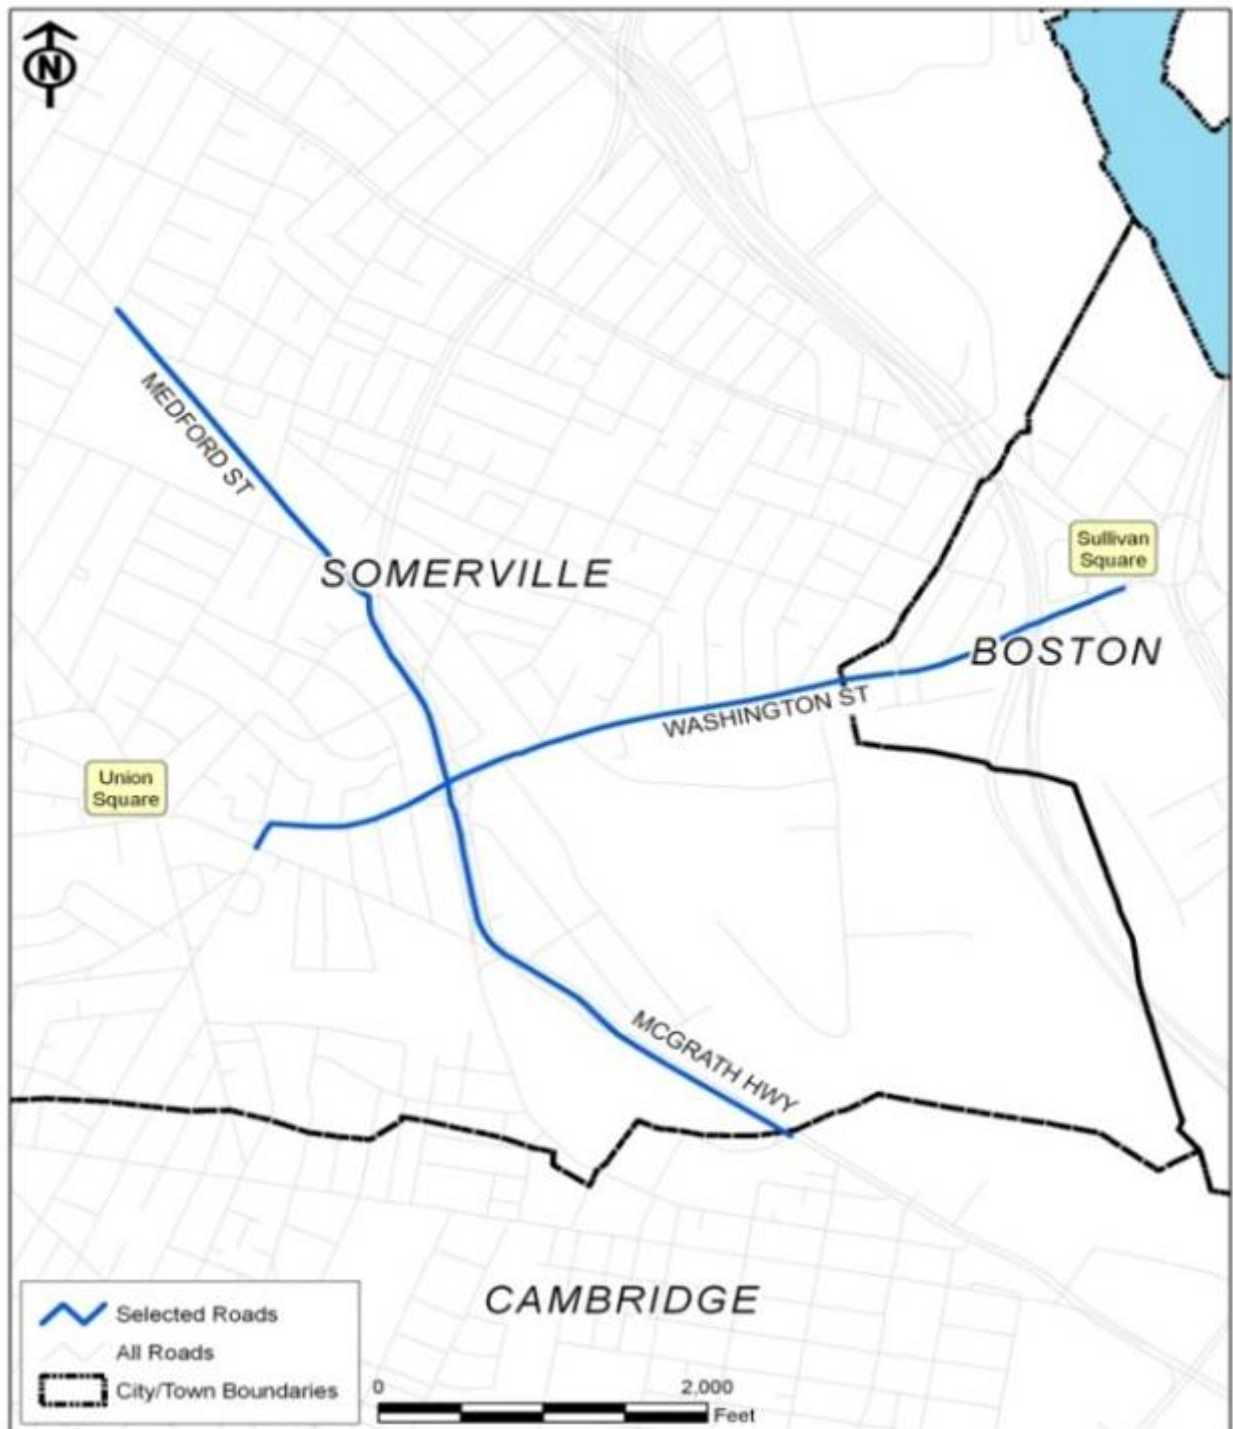 N
MEDFORD ST
SOMERVILLE
Sullivan
Square
BOSTON
WASHINGTON ST
Union
Square
MCGRATH HWY
CAMBRIDGE
Selected Roads
All Roads
City/Town Boundaries
0 2,000
Feet